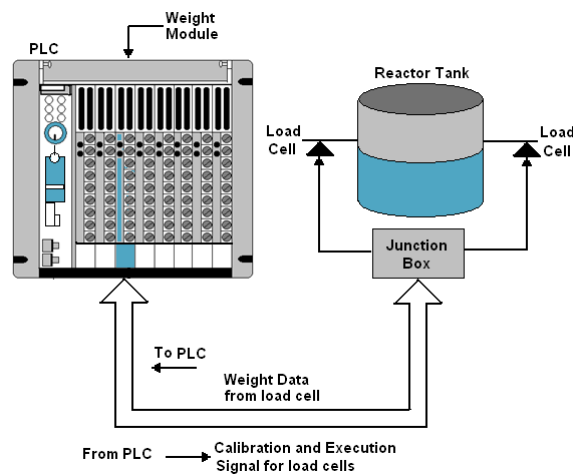 Weight
Module
PLC
Reactor Tank
Load
Cell
Load
Cell
Junction
Box
To PLC
Weight Data
from load cell
From PLC
Calibration and Execution
Signal for load cells